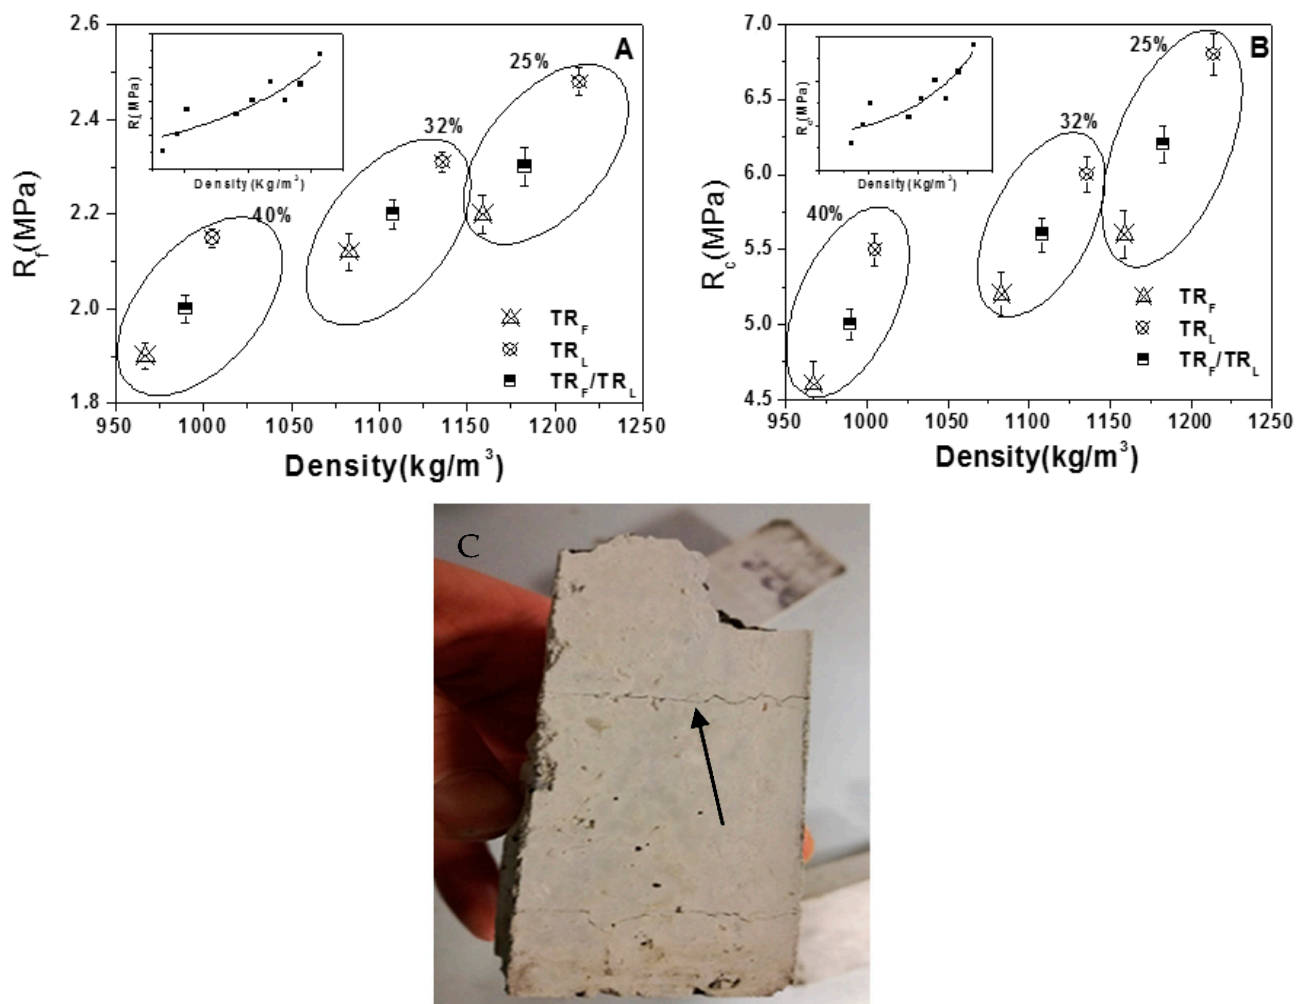 2.6
2.4
2.2
2.0
1.8
R_f(MPa)
A
25%
32%
40%
R_f(MPa)
Density(Kg/m³)
TR_F
TR_L
TR_F/TR_L
950 1000 1050 1100 1150 1200 1250
Density(kg/m³)
7.0
6.5
6.0
5.5
5.0
4.5
R_c(MPa)
B
25%
32%
40%
R_c(MPa)
Density(Kg/m³)
TR_F
TR_L
TR_F/TR_L
950 1000 1050 1100 1150 1200 1250
Density(kg/m³)
C